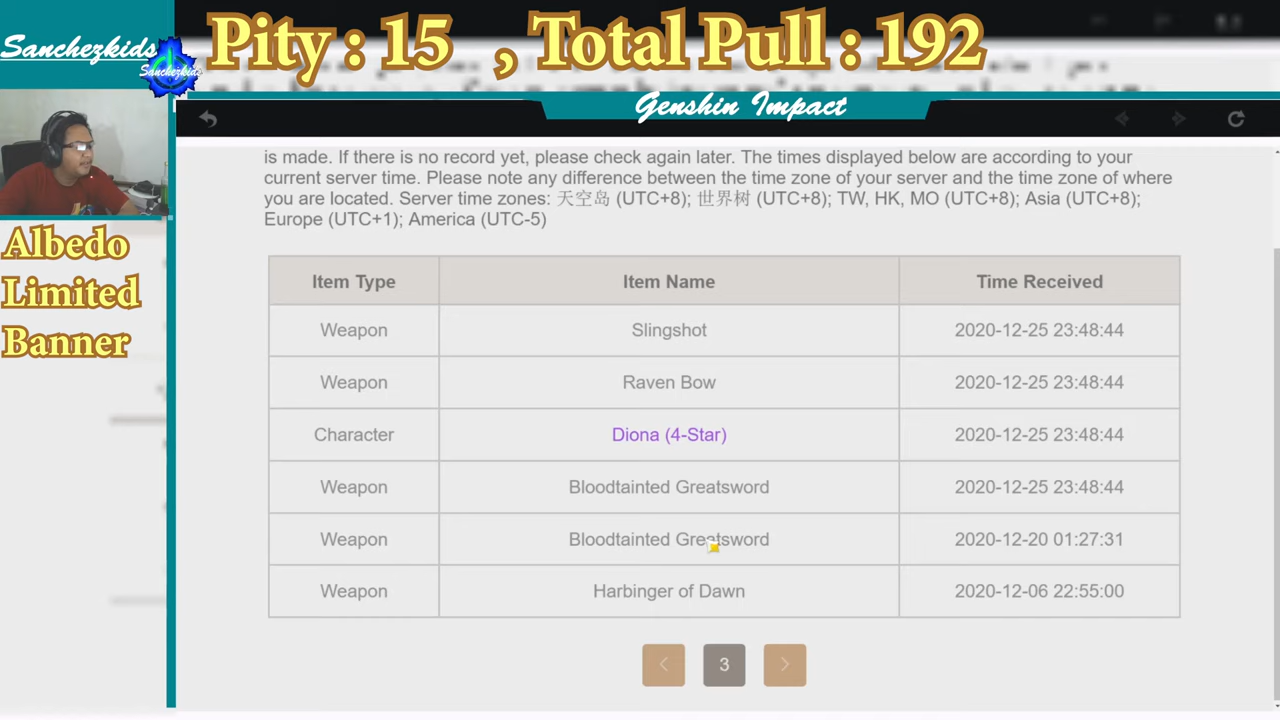 Sanchezkids
Sanchezkids
Pity : 15 , Total Pull : 192
Genshin Impact
Albedo
Limited
Banner
is made. If there is no record yet, please check again later. The times displayed below are according to your
current server time. Please note any difference between the time zone of your server and the time zone of where
you are located. Server time zones: 天空岛 (UTC+8); 世界树 (UTC+8); TW, HK, MO (UTC+8); Asia (UTC+8);
Europe (UTC+1); America (UTC-5)
Item Type Item Name Time Received
Weapon Slingshot 2020-12-25 23:48:44
Weapon Raven Bow 2020-12-25 23:48:44
Character Diona (4-Star) 2020-12-25 23:48:44
Weapon Bloodtainted Greatsword 2020-12-25 23:48:44
Weapon Bloodtainted Greatsword 2020-12-20 01:27:31
Weapon Harbinger of Dawn 2020-12-06 22:55:00
3